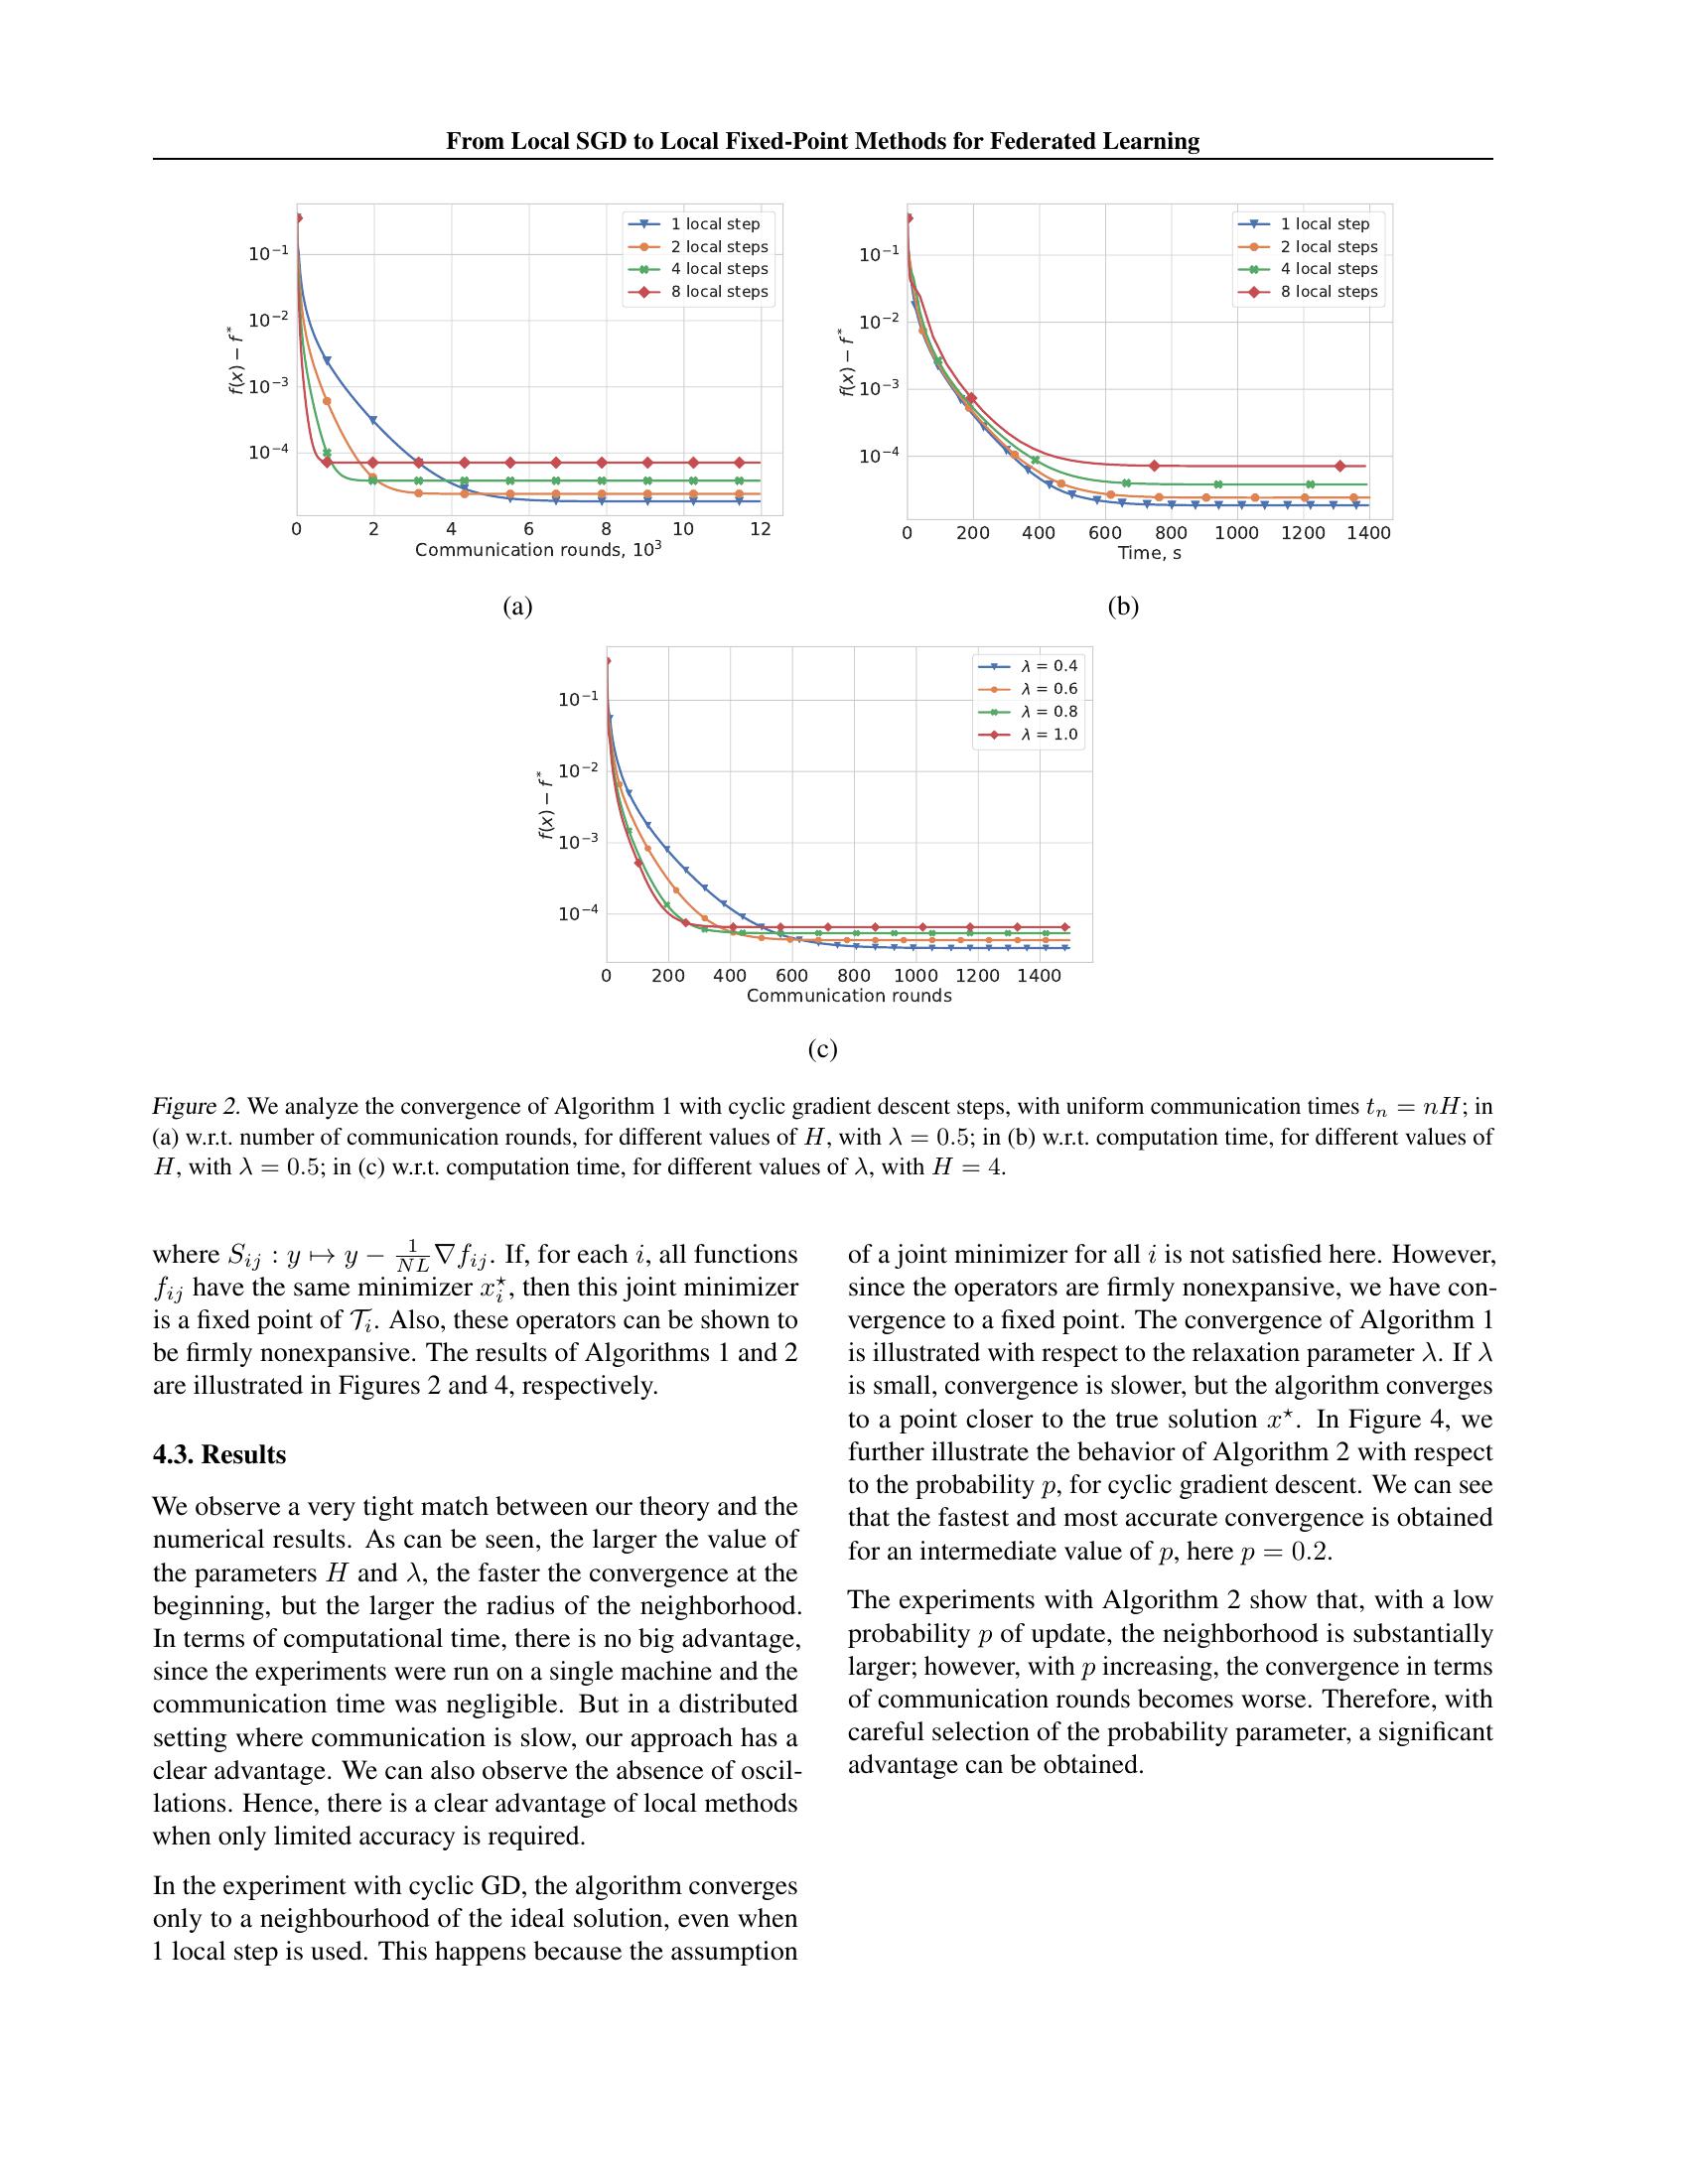 From Local SGD to Local Fixed-Point Methods for Federated Learning
10⁻¹
10⁻²
10⁻³
10⁻⁴
f(x) − f*
0 2 4 6 8 10 12
Communication rounds, 10³
1 local step
2 local steps
4 local steps
8 local steps
(a)
10⁻¹
10⁻²
10⁻³
10⁻⁴
f(x) − f*
0 200 400 600 800 1000 1200 1400
Time, s
1 local step
2 local steps
4 local steps
8 local steps
(b)
10⁻¹
10⁻²
10⁻³
10⁻⁴
f(x) − f*
0 200 400 600 800 1000 1200 1400
Communication rounds
λ = 0.4
λ = 0.6
λ = 0.8
λ = 1.0
(c)
Figure 2. We analyze the convergence of Algorithm 1 with cyclic gradient descent steps, with uniform communication times tₙ = nH; in
(a) w.r.t. number of communication rounds, for different values of H, with λ = 0.5; in (b) w.r.t. computation time, for different values of
H, with λ = 0.5; in (c) w.r.t. computation time, for different values of λ, with H = 4.
where S_{ij} : y ↦ y − \frac{1}{NL}∇f_{ij}. If, for each i, all functions
f_{ij} have the same minimizer x_i^⋆, then this joint minimizer
is a fixed point of 𝒯ᵢ. Also, these operators can be shown to
be firmly nonexpansive. The results of Algorithms 1 and 2
are illustrated in Figures 2 and 4, respectively.
4.3. Results
We observe a very tight match between our theory and the
numerical results. As can be seen, the larger the value of
the parameters H and λ, the faster the convergence at the
beginning, but the larger the radius of the neighborhood.
In terms of computational time, there is no big advantage,
since the experiments were run on a single machine and the
communication time was negligible. But in a distributed
setting where communication is slow, our approach has a
clear advantage. We can also observe the absence of oscil-
lations. Hence, there is a clear advantage of local methods
when only limited accuracy is required.
In the experiment with cyclic GD, the algorithm converges
only to a neighbourhood of the ideal solution, even when
1 local step is used. This happens because the assumption
of a joint minimizer for all i is not satisfied here. However,
since the operators are firmly nonexpansive, we have con-
vergence to a fixed point. The convergence of Algorithm 1
is illustrated with respect to the relaxation parameter λ. If λ
is small, convergence is slower, but the algorithm converges
to a point closer to the true solution x⋆. In Figure 4, we
further illustrate the behavior of Algorithm 2 with respect
to the probability p, for cyclic gradient descent. We can see
that the fastest and most accurate convergence is obtained
for an intermediate value of p, here p = 0.2.
The experiments with Algorithm 2 show that, with a low
probability p of update, the neighborhood is substantially
larger; however, with p increasing, the convergence in terms
of communication rounds becomes worse. Therefore, with
careful selection of the probability parameter, a significant
advantage can be obtained.